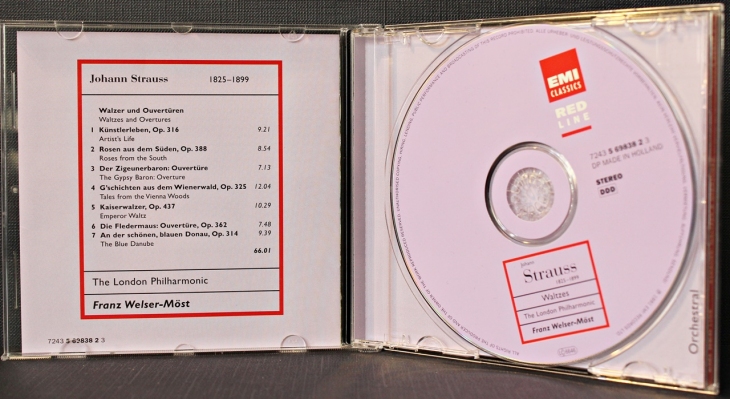 Johann Strauss 1825–1899
Walzer und Ouvertüren
Waltzes and Overtures
1 Künstlerleben, Op. 316 9.21
Artist's Life
2 Rosen aus dem Süden, Op. 388 8.54
Roses from the South
3 Der Zigeunerbaron: Ouvertüre 7.13
The Gypsy Baron: Overture
4 G'schichten aus dem Wienerwald, Op. 325 12.04
Tales from the Vienna Woods
5 Kaiserwalzer, Op. 437 10.29
Emperor Waltz
6 Die Fledermaus: Ouvertüre, Op. 362 7.48
7 An der schönen, blauen Donau, Op. 314 9.39
The Blue Danube
66.01
The London Philharmonic
Franz Welser-Möst
7243 5 69838 2 3
EMI
CLASSICS
RED
LINE
7243 5 69838 2 3
DP MADE IN HOLLAND
STEREO
DDD
Johann
Strauss
1825–1899
Waltzes
The London Philharmonic
Franz Welser-Möst
Orchestral